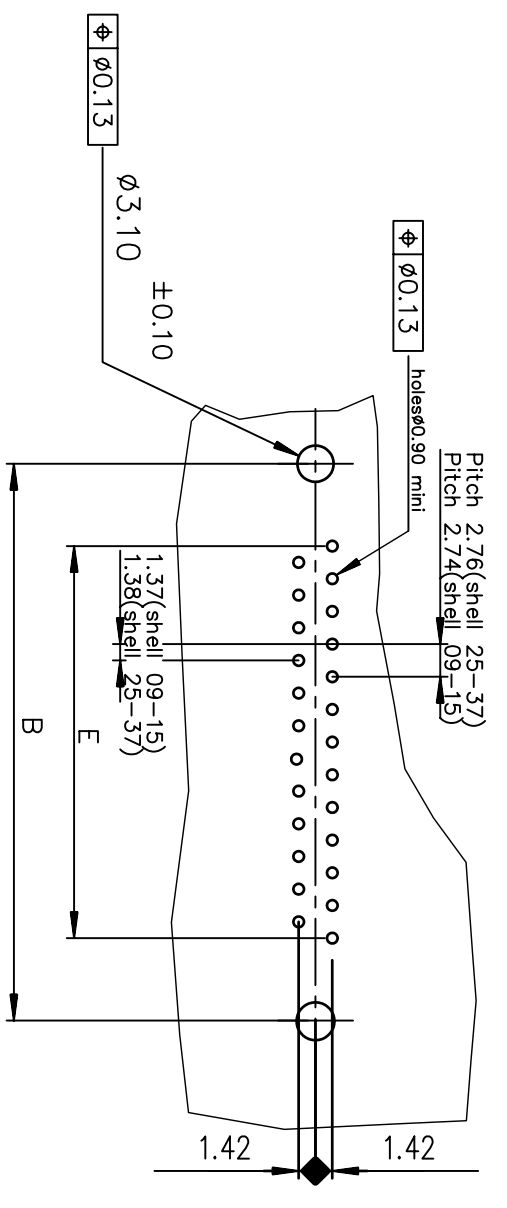 ⌖ ø0.13
ø3.10
±0.10
⌖ ø0.13
holesø0.90 mini
Pitch 2.76(shell 25-37)
Pitch 2.74(shell 09-15)
1.37(shell 09-15)
1.38(shell 25-37)
E
B
1.42
1.42